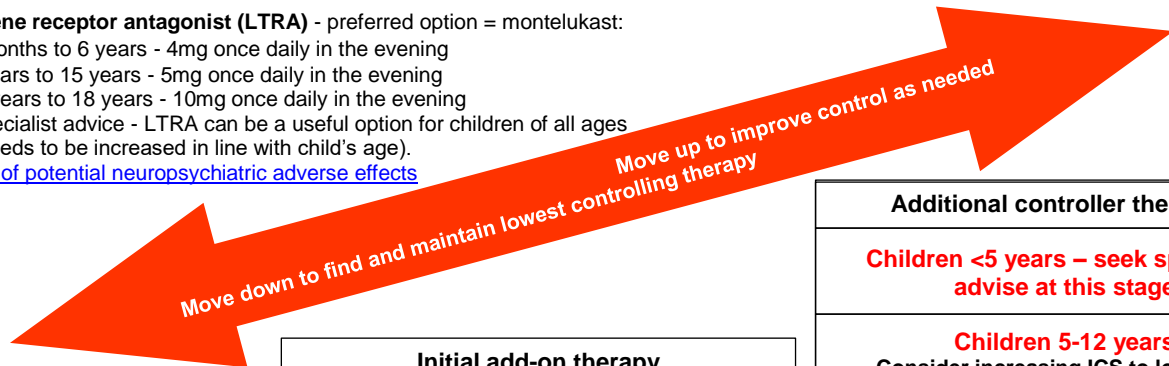 ene receptor antagonist (LTRA) - preferred option = montelukast:
onths to 6 years - 4mg once daily in the evening
ars to 15 years - 5mg once daily in the evening
years to 18 years - 10mg once daily in the evening
ecialist advice - LTRA can be a useful option for children of all ages
eds to be increased in line with child's age).
of potential neuropsychiatric adverse effects
Move up to improve control as needed
Move down to find and maintain lowest controlling therapy
Additional controller the
Children <5 years – seek s
advise at this stage
Children 5-12 years
Consider increasing ICS to l
Initial add-on therapy